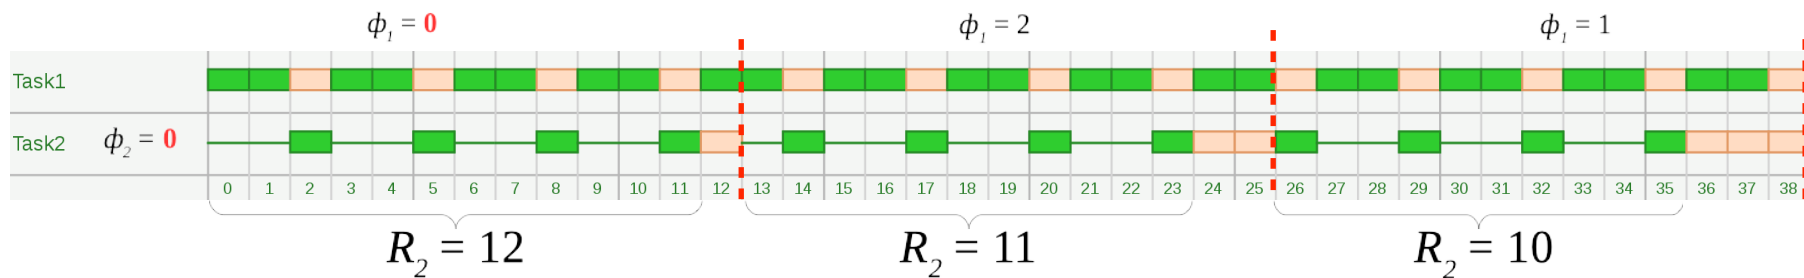 ϕ₁ = 0 ϕ₁ = 2 ϕ₁ = 1
Task1
Task2 ϕ₂ = 0
0 1 2 3 4 5 6 7 8 9 10 11 12 13 14 15 16 17 18 19 20 21 22 23 24 25 26 27 28 29 30 31 32 33 34 35 36 37 38
R₂ = 12 R₂ = 11 R₂ = 10